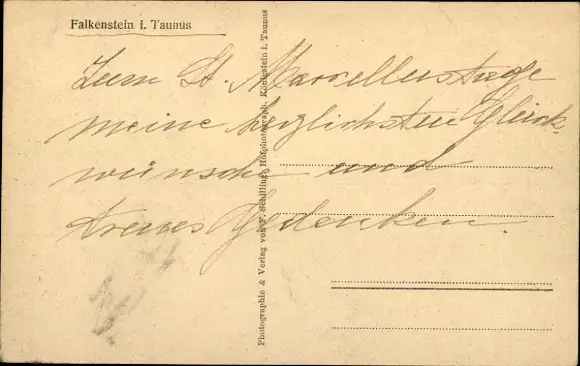 Falkenstein i. Taunus
Zum St. Marcellustage
meine herzlichsten Glück-
wünsche und
treues Gedenken.
Photographie & Verlag von F. Schilling, Hofphotograph, Königstein i. Taunus